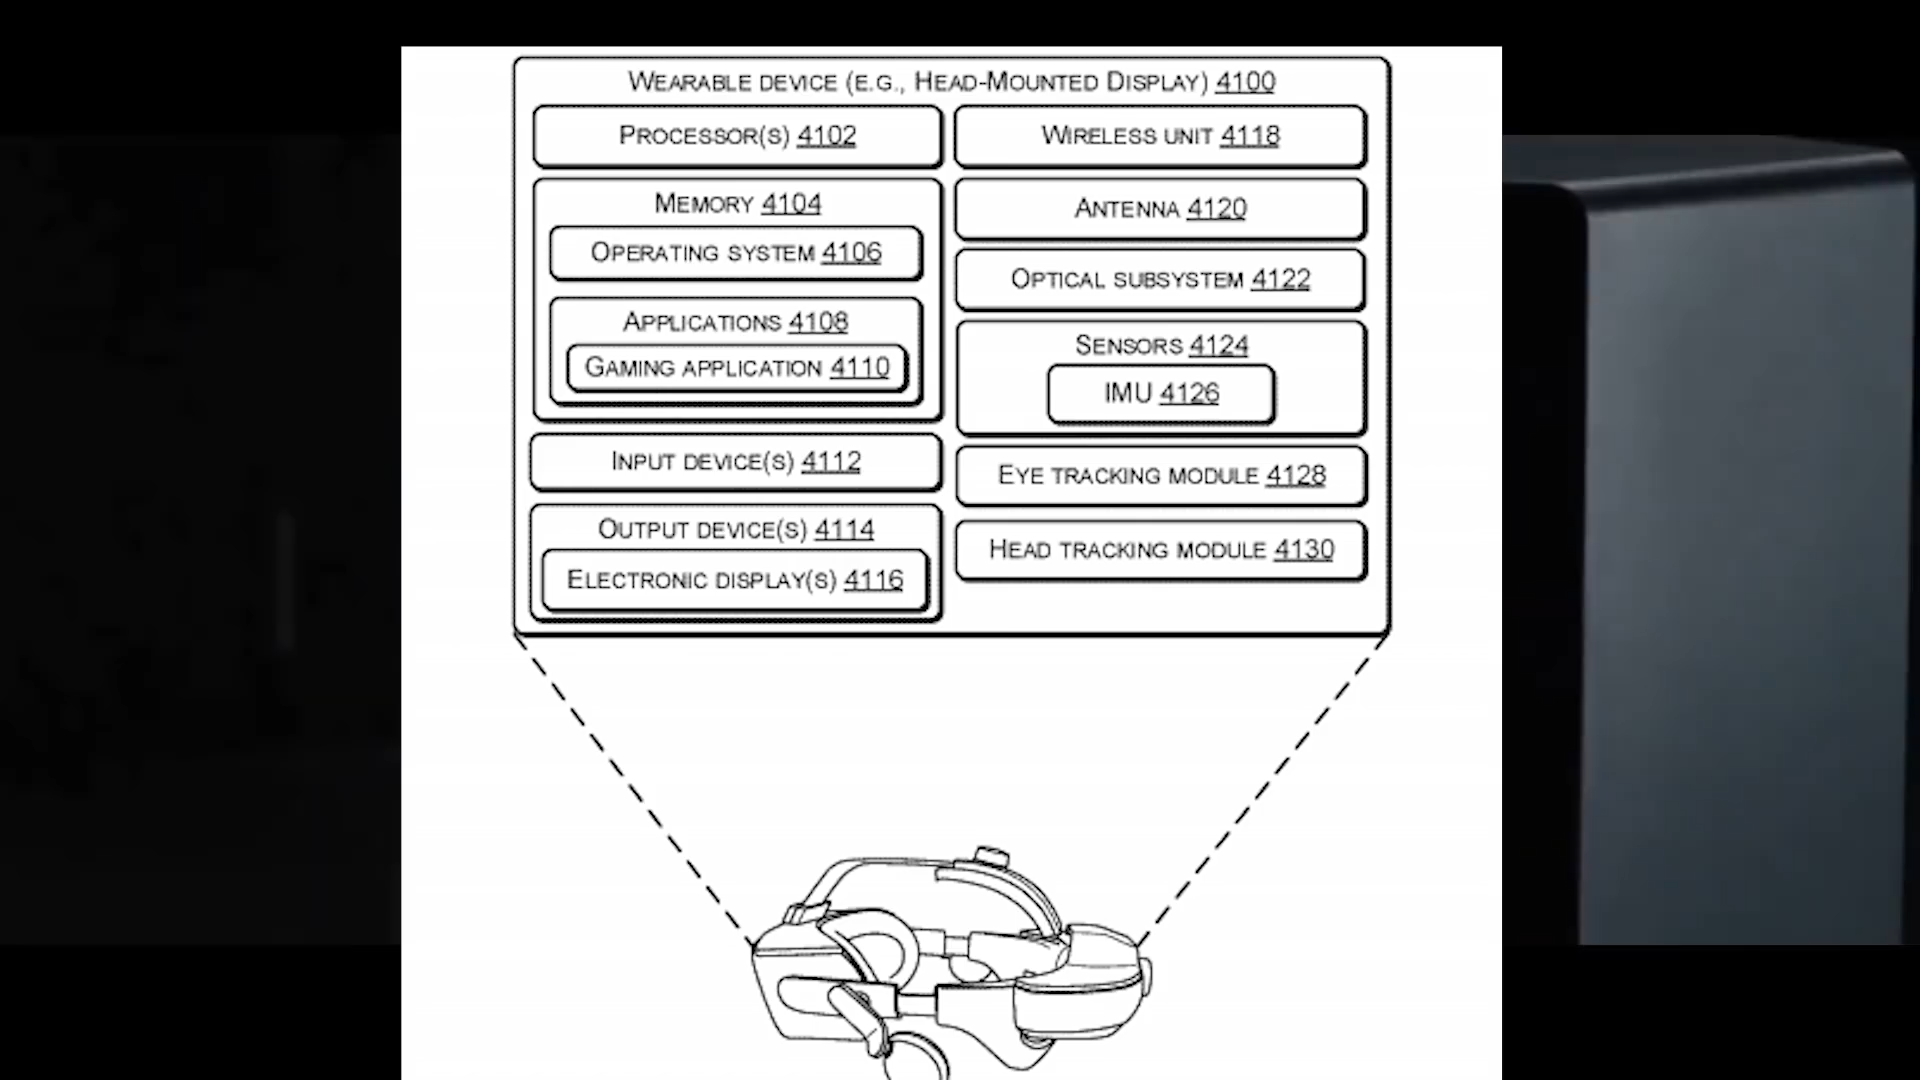 WEARABLE DEVICE (E.G., HEAD-MOUNTED DISPLAY) 4100
PROCESSOR(S) 4102
MEMORY 4104
OPERATING SYSTEM 4106
APPLICATIONS 4108
GAMING APPLICATION 4110
INPUT DEVICE(S) 4112
OUTPUT DEVICE(S) 4114
ELECTRONIC DISPLAY(S) 4116
WIRELESS UNIT 4118
ANTENNA 4120
OPTICAL SUBSYSTEM 4122
SENSORS 4124
IMU 4126
EYE TRACKING MODULE 4128
HEAD TRACKING MODULE 4130